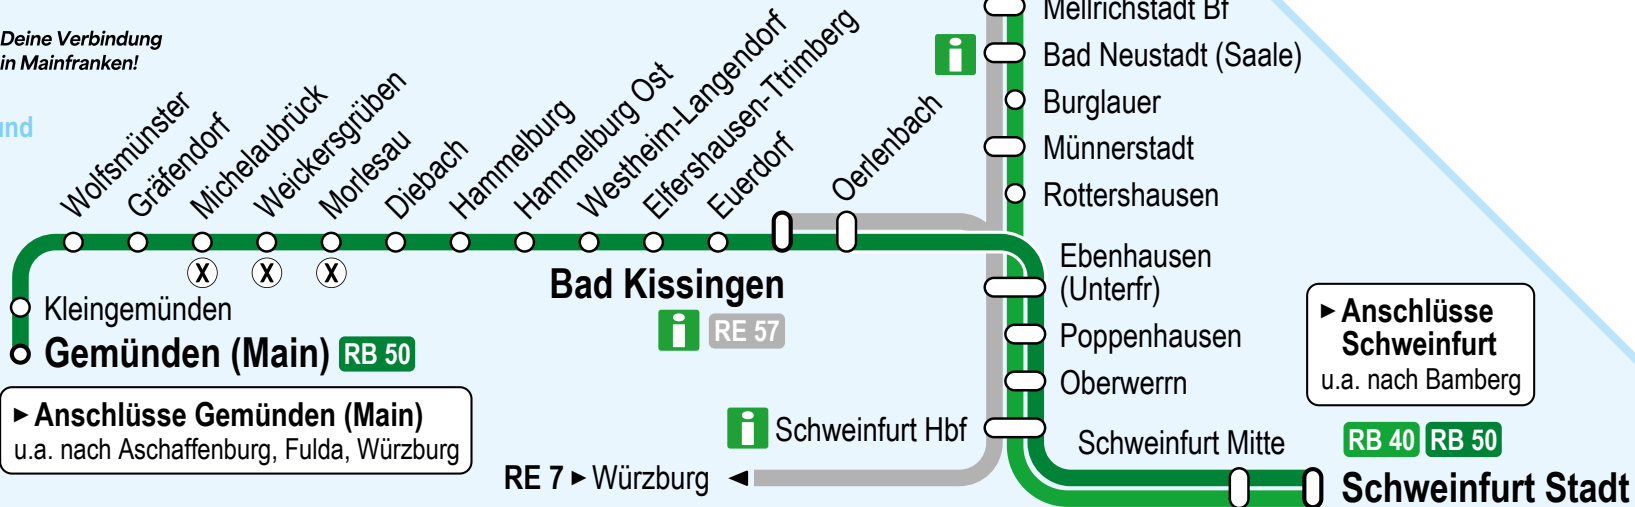 Deine Verbindung
in Mainfranken!
und
Wolfsmünster
Gräfendorf
Michelaubrück
Weickersgrüben
Morlesau
Diebach
Hammelburg
Hammelburg Ost
Westheim-Langendorf
Elfershausen-Ttrimberg
Euerdorf
Oerlenbach
X
X
X
Kleingemünden
Gemünden (Main) RB 50
► Anschlüsse Gemünden (Main)
u.a. nach Aschaffenburg, Fulda, Würzburg
Bad Kissingen
i RE 57
Mellrichstadt Bf
i Bad Neustadt (Saale)
Burglauer
Münnerstadt
Rottershausen
Ebenhausen
(Unterfr)
Poppenhausen
Oberwerrn
i Schweinfurt Hbf
RE 7 ► Würzburg ◄
Schweinfurt Mitte
► Anschlüsse
Schweinfurt
u.a. nach Bamberg
RB 40 RB 50
Schweinfurt Stadt